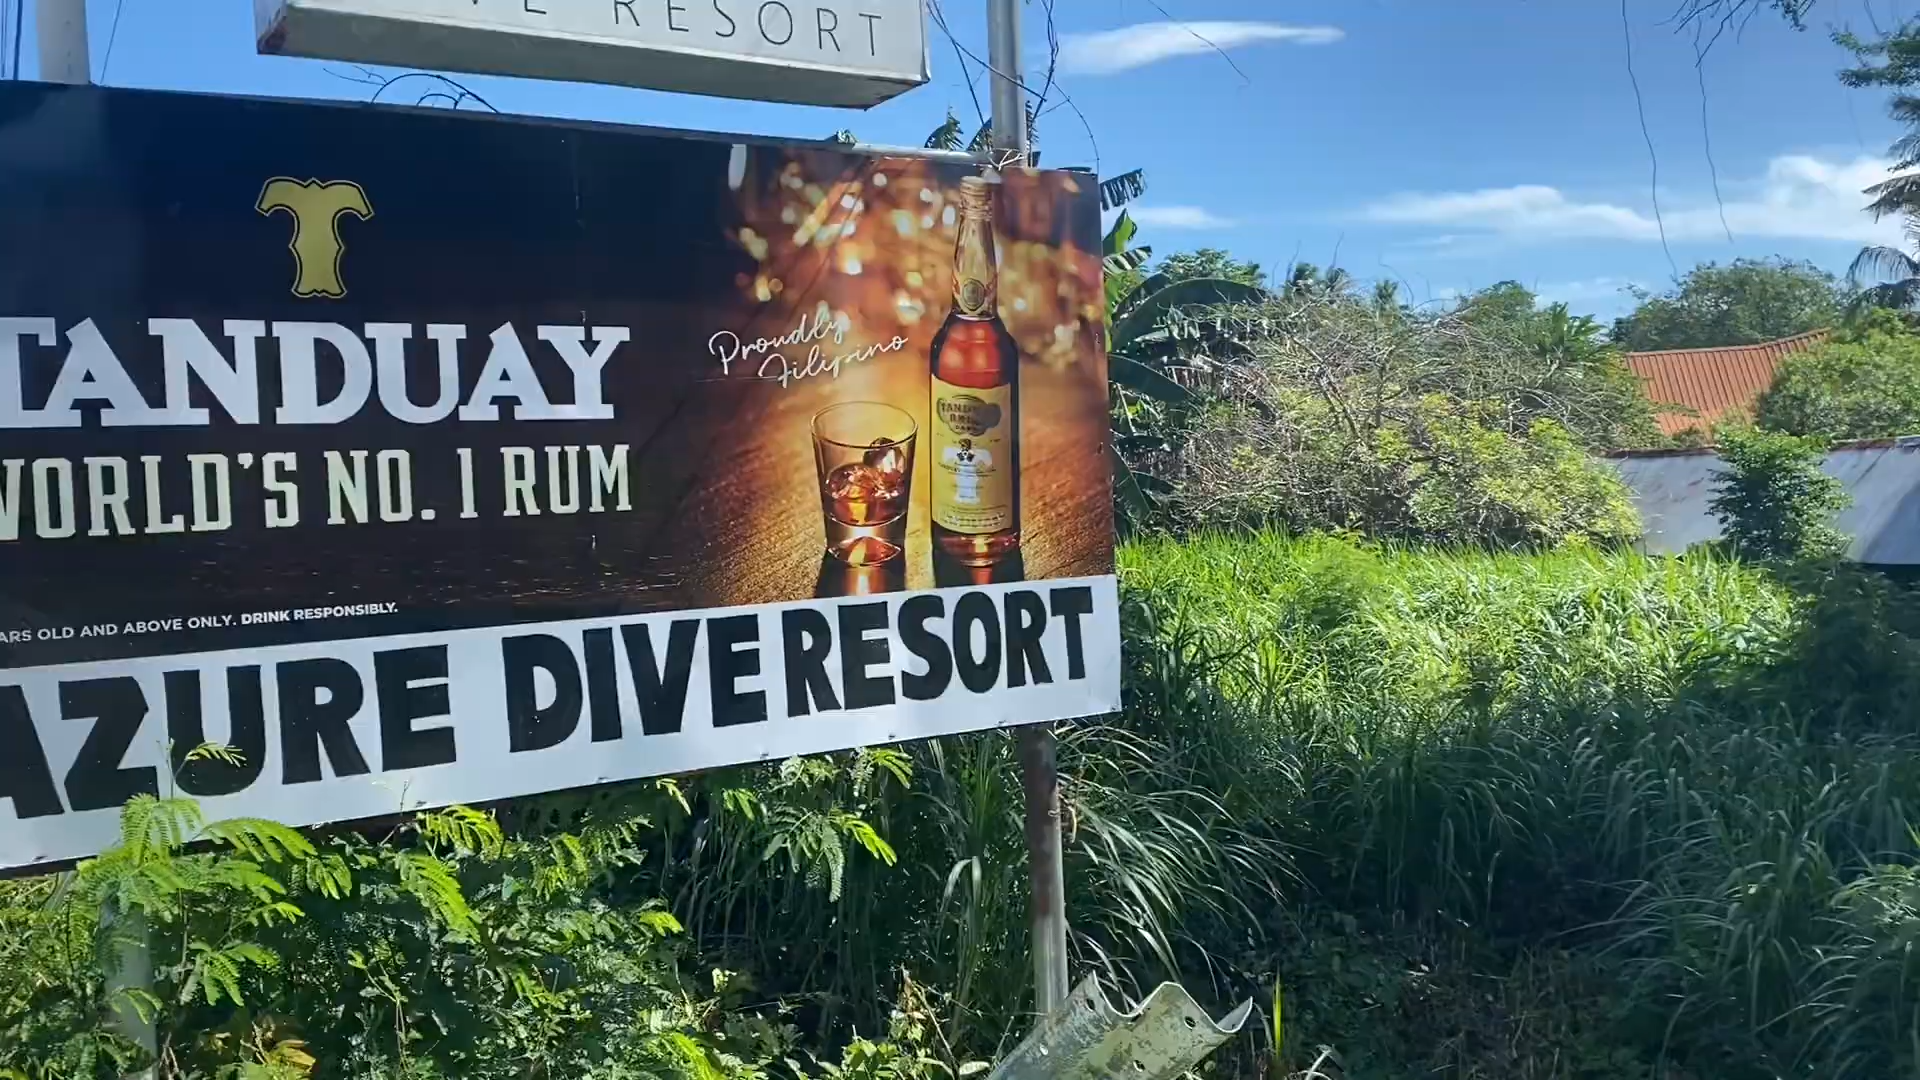 VE RESORT
TANDUAY
WORLD'S NO. 1 RUM
Proudly
Filipino
TANDUAY
ARS OLD AND ABOVE ONLY. DRINK RESPONSIBLY.
AZURE DIVE RESORT